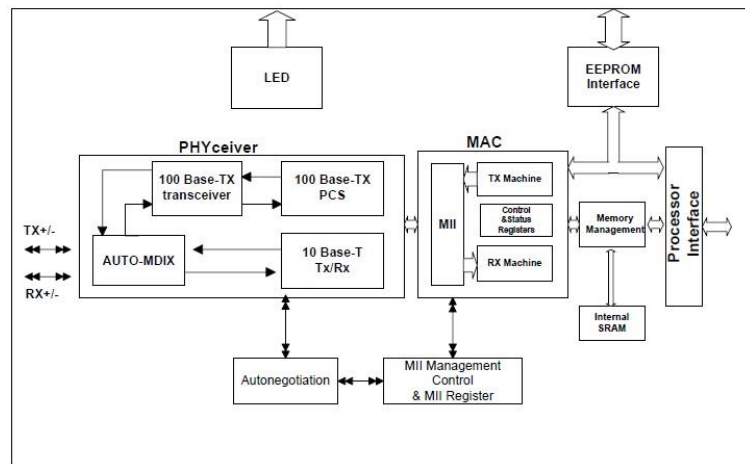 LED
EEPROM
Interface
PHYceiver
MAC
100 Base-TX
transceiver
100 Base-TX
PCS
TX Machine
MII
Control
&Status
Registers
Memory
Management
Processor
Interface
TX+/-
AUTO-MDIX
10 Base-T
Tx/Rx
RX Machine
RX+/-
Internal
SRAM
Autonegotiation
MII Management
Control
& MII Register